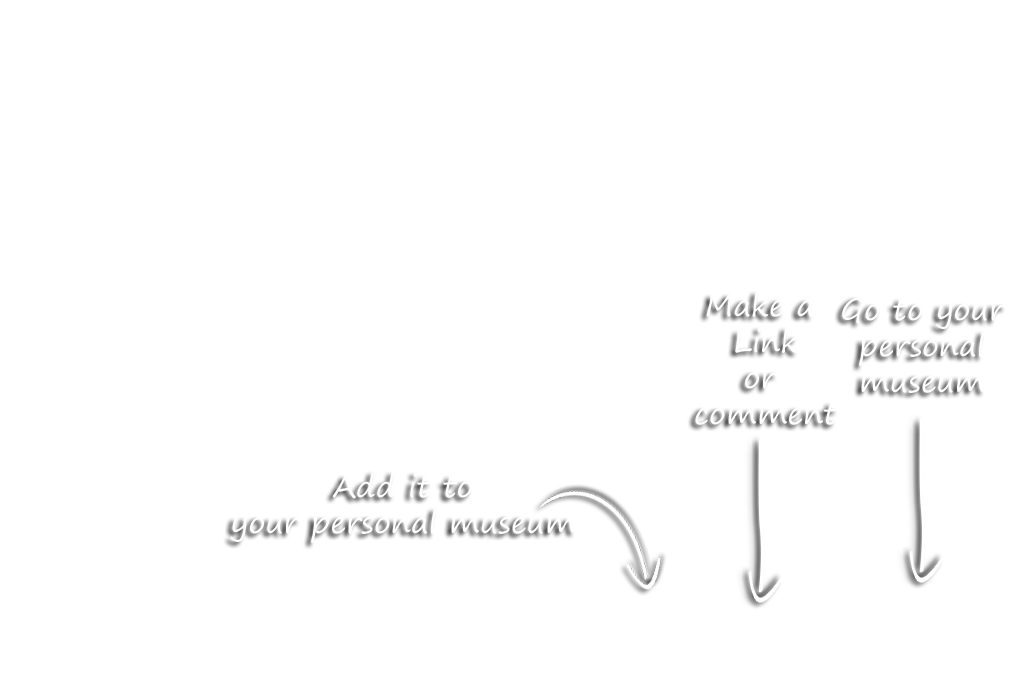 Make a
Link
or
comment
Go to your
personal
museum
Add it to
your personal museum